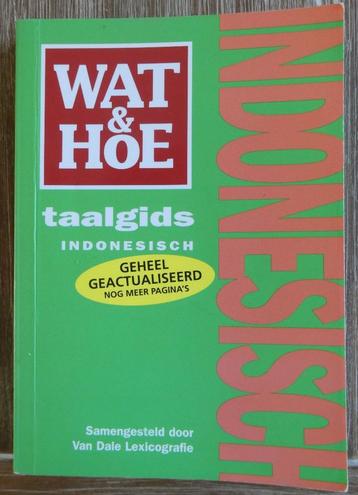 WAT
&
HOE
taalgids
INDONESISCH
GEHEEL
GEACTUALISEERD
NOG MEER PAGINA'S
Samengesteld door
Van Dale Lexicografie
INDONESISCH